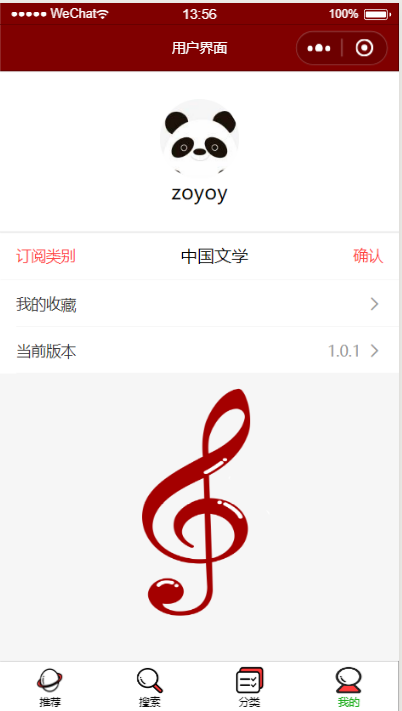 WeChat 13:56 100%
用户界面
zoyoy
订阅类别 中国文学 确认
我的收藏
当前版本 1.0.1
推荐 搜索 分类 我的